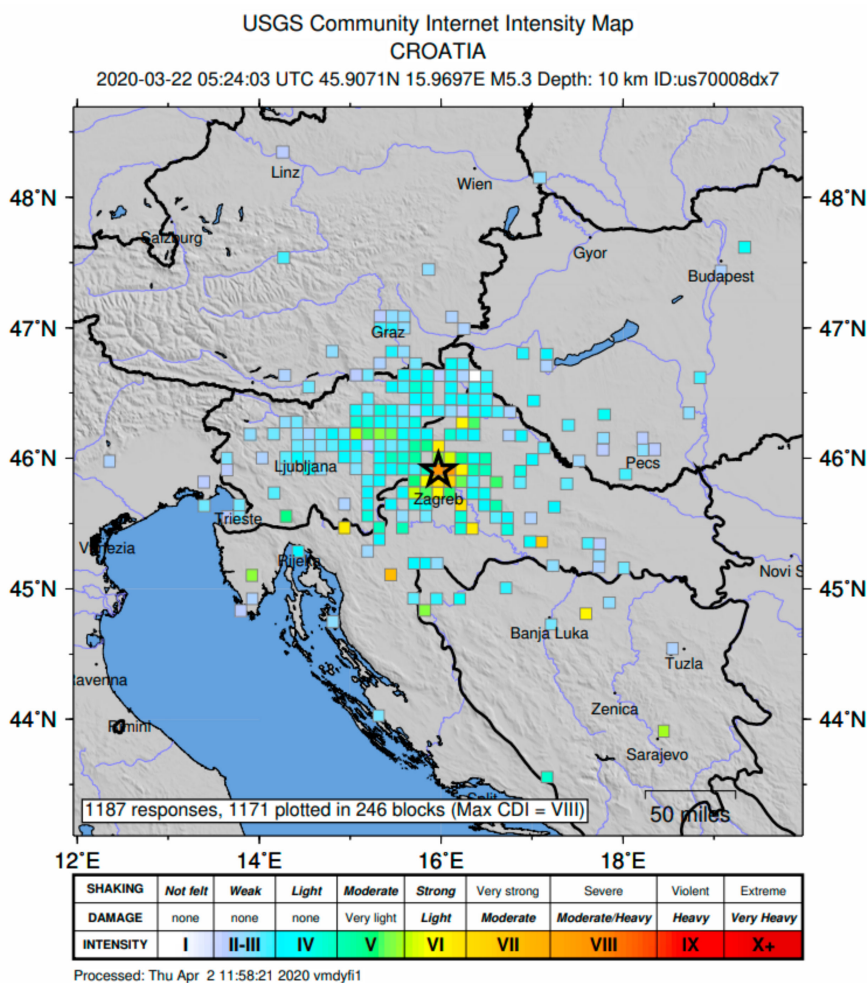 USGS Community Internet Intensity Map
CROATIA
2020-03-22 05:24:03 UTC 45.9071N 15.9697E M5.3 Depth: 10 km ID:us70008dx7
Linz
Wien
48˚N
48˚N
Salzburg
Gyor
Budapest
47˚N
47˚N
Graz
46˚N
46˚N
Ljubljana
Pecs
Zagreb
Trieste
Venezia
Rijeka
Novi S
45˚N
45˚N
Banja Luka
Tuzla
Ravenna
Zenica
44˚N
44˚N
Rimini
Sarajevo
Split
1187 responses, 1171 plotted in 246 blocks (Max CDI = VIII)
50 miles
12˚E 14˚E 16˚E 18˚E
SHAKING Not felt Weak Light Moderate Strong Very strong Severe Violent Extreme
DAMAGE none none none Very light Light Moderate Moderate/Heavy Heavy Very Heavy
INTENSITY I II-III IV V VI VII VIII IX X+
Processed: Thu Apr 2 11:58:21 2020 vmdyfi1